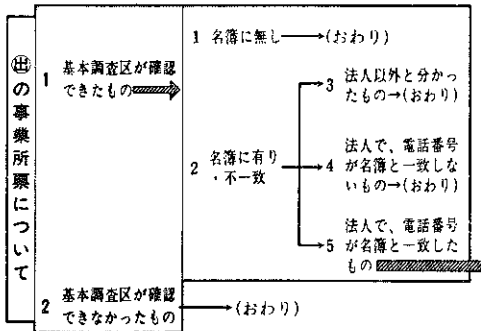 ㊞の事業所票について
1 基本調査区が確認
できたもの
1 名簿に無し→(おわり)
2 名簿に有り
・不一致
3 法人以外と分かっ
たもの→(おわり)
4 法人で、電話番号
が名簿と一致しな
いもの→(おわり)
5 法人で、電話番号
が名簿と一致した
もの
2 基本調査区が確認
できなかったもの→(おわり)